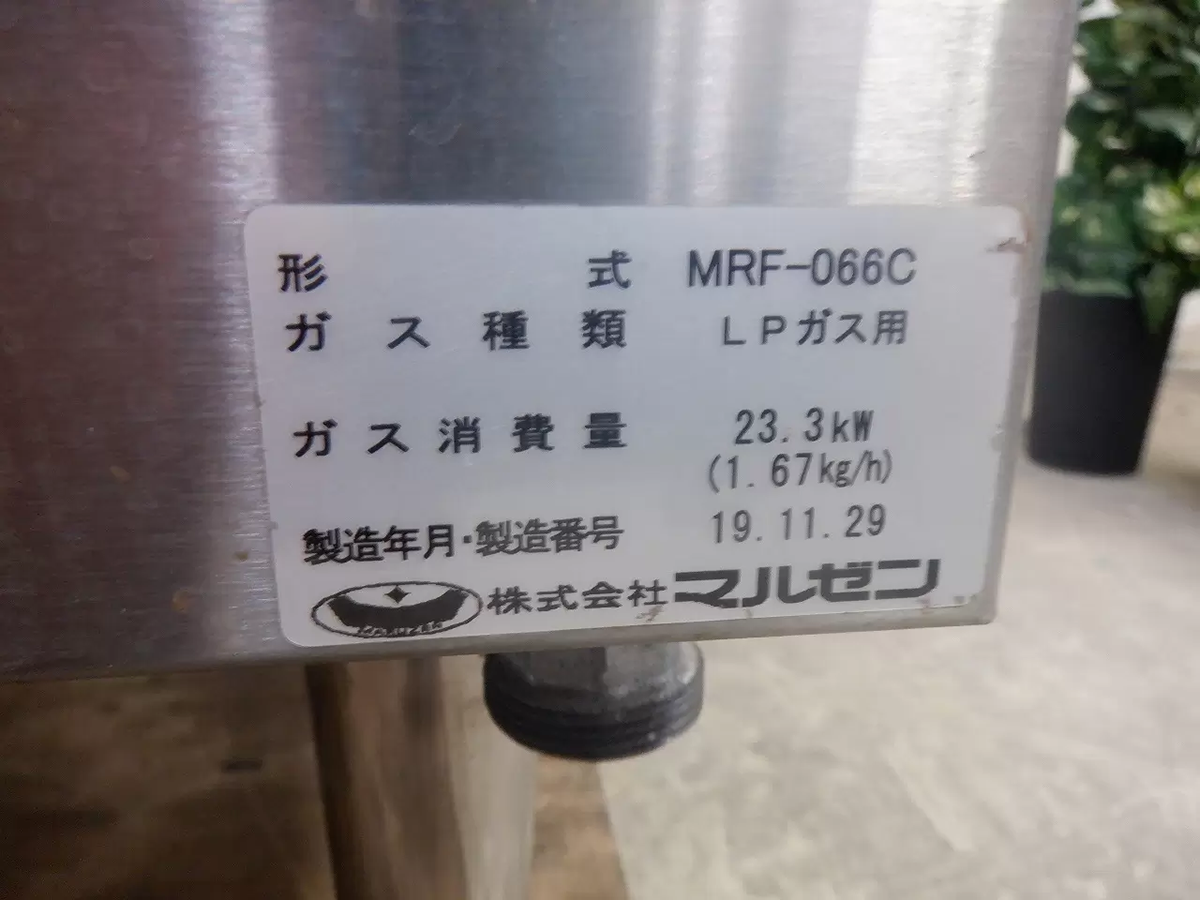 形式 MRF-066C
ガス種類 LPガス用
ガス消費量 23.3kW
(1.67kg/h)
製造年月・製造番号 19.11.29
MARUZEN 株式会社マルゼン